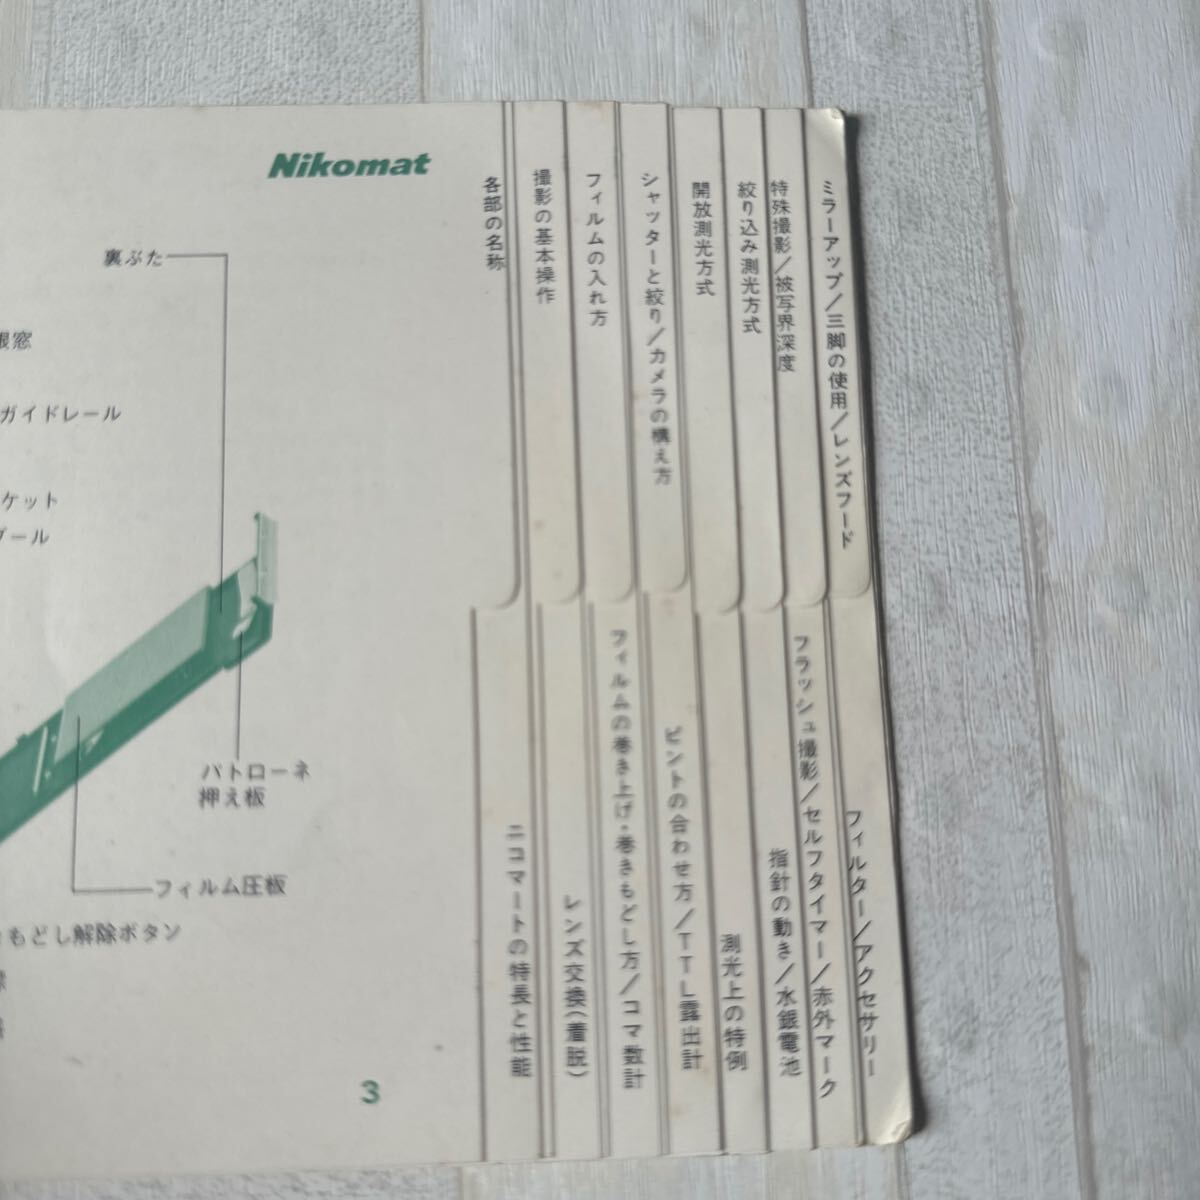 Nikomat
裏ぶた
眼窓
ガイドレール
ケット
プール
パトローネ
押え板
フィルム圧板
もどし解除ボタン
3
各部の名称
撮影の基本操作
フィルムの入れ方
シャッターと絞り/カメラの構え方
開放測光方式
絞り込み測光方式
特殊撮影/被写界深度
ミラーアップ/三脚の使用/レンズフード
ニコマートの特長と性能
レンズ交換(着脱)
フィルムの巻き上げ・巻きもどし方/コマ数計
ピントの合わせ方/TTL露出計
測光上の特例
指針の動き/水銀電池
フラッシュ撮影/セルフタイマー/赤外マーク
フィルター/アクセサリー